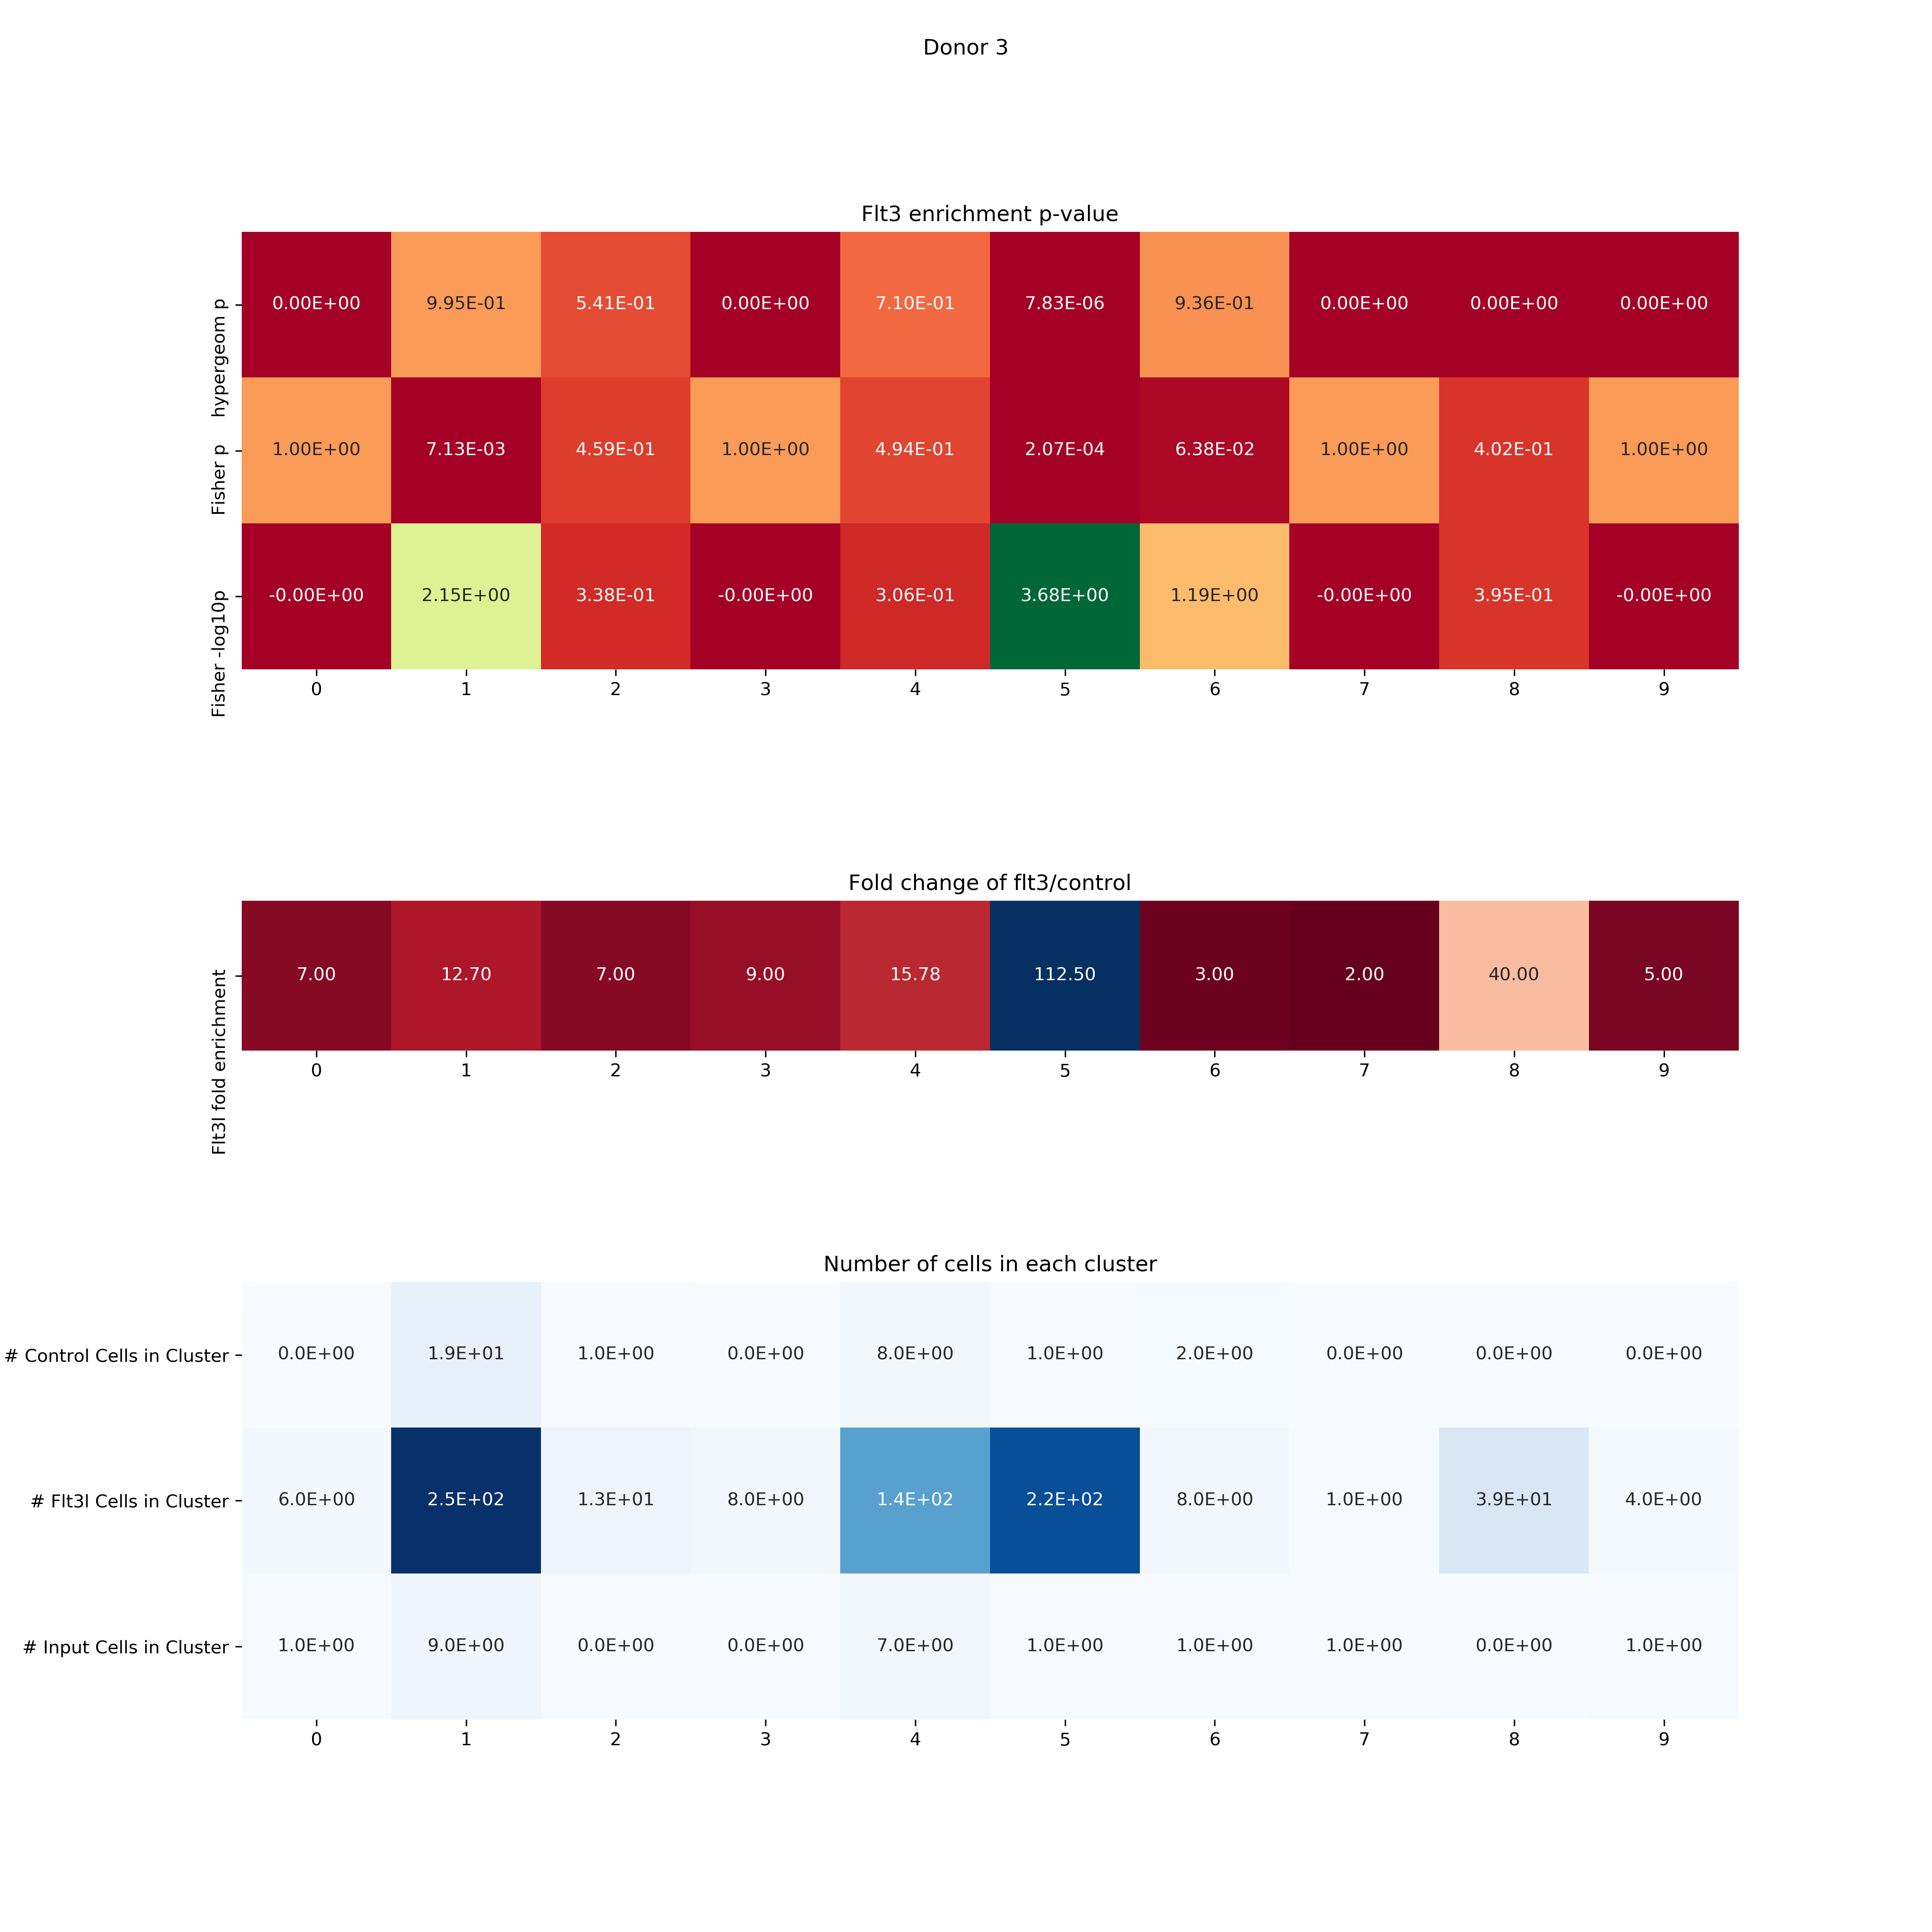 Donor 3
Flt3 enrichment p-value
hypergeom p 0.00E+00 9.95E-01 5.41E-01 0.00E+00 7.10E-01 7.83E-06 9.36E-01 0.00E+00 0.00E+00 0.00E+00
Fisher p 1.00E+00 7.13E-03 4.59E-01 1.00E+00 4.94E-01 2.07E-04 6.38E-02 1.00E+00 4.02E-01 1.00E+00
Fisher -log10p -0.00E+00 2.15E+00 3.38E-01 -0.00E+00 3.06E-01 3.68E+00 1.19E+00 -0.00E+00 3.95E-01 -0.00E+00
0 1 2 3 4 5 6 7 8 9
Fold change of flt3/control
Flt3l fold enrichment 7.00 12.70 7.00 9.00 15.78 112.50 3.00 2.00 40.00 5.00
0 1 2 3 4 5 6 7 8 9
Number of cells in each cluster
# Control Cells in Cluster 0.0E+00 1.9E+01 1.0E+00 0.0E+00 8.0E+00 1.0E+00 2.0E+00 0.0E+00 0.0E+00 0.0E+00
# Flt3l Cells in Cluster 6.0E+00 2.5E+02 1.3E+01 8.0E+00 1.4E+02 2.2E+02 8.0E+00 1.0E+00 3.9E+01 4.0E+00
# Input Cells in Cluster 1.0E+00 9.0E+00 0.0E+00 0.0E+00 7.0E+00 1.0E+00 1.0E+00 1.0E+00 0.0E+00 1.0E+00
0 1 2 3 4 5 6 7 8 9